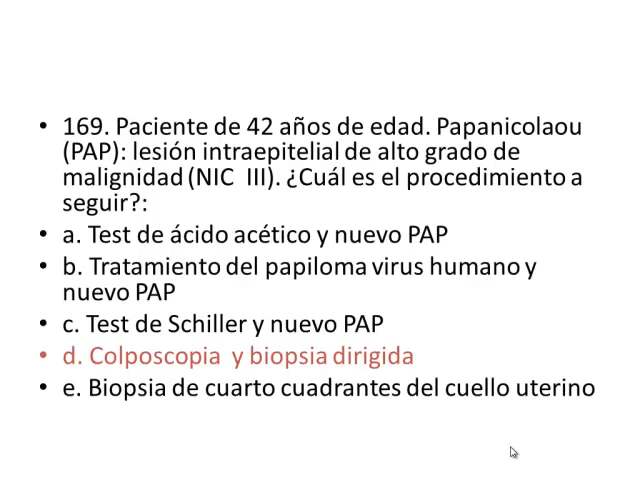 • 169. Paciente de 42 años de edad. Papanicolaou
(PAP): lesión intraepitelial de alto grado de
malignidad (NIC III). ¿Cuál es el procedimiento a
seguir?:
• a. Test de ácido acético y nuevo PAP
• b. Tratamiento del papiloma virus humano y
nuevo PAP
• c. Test de Schiller y nuevo PAP
• d. Colposcopia y biopsia dirigida
• e. Biopsia de cuarto cuadrantes del cuello uterino